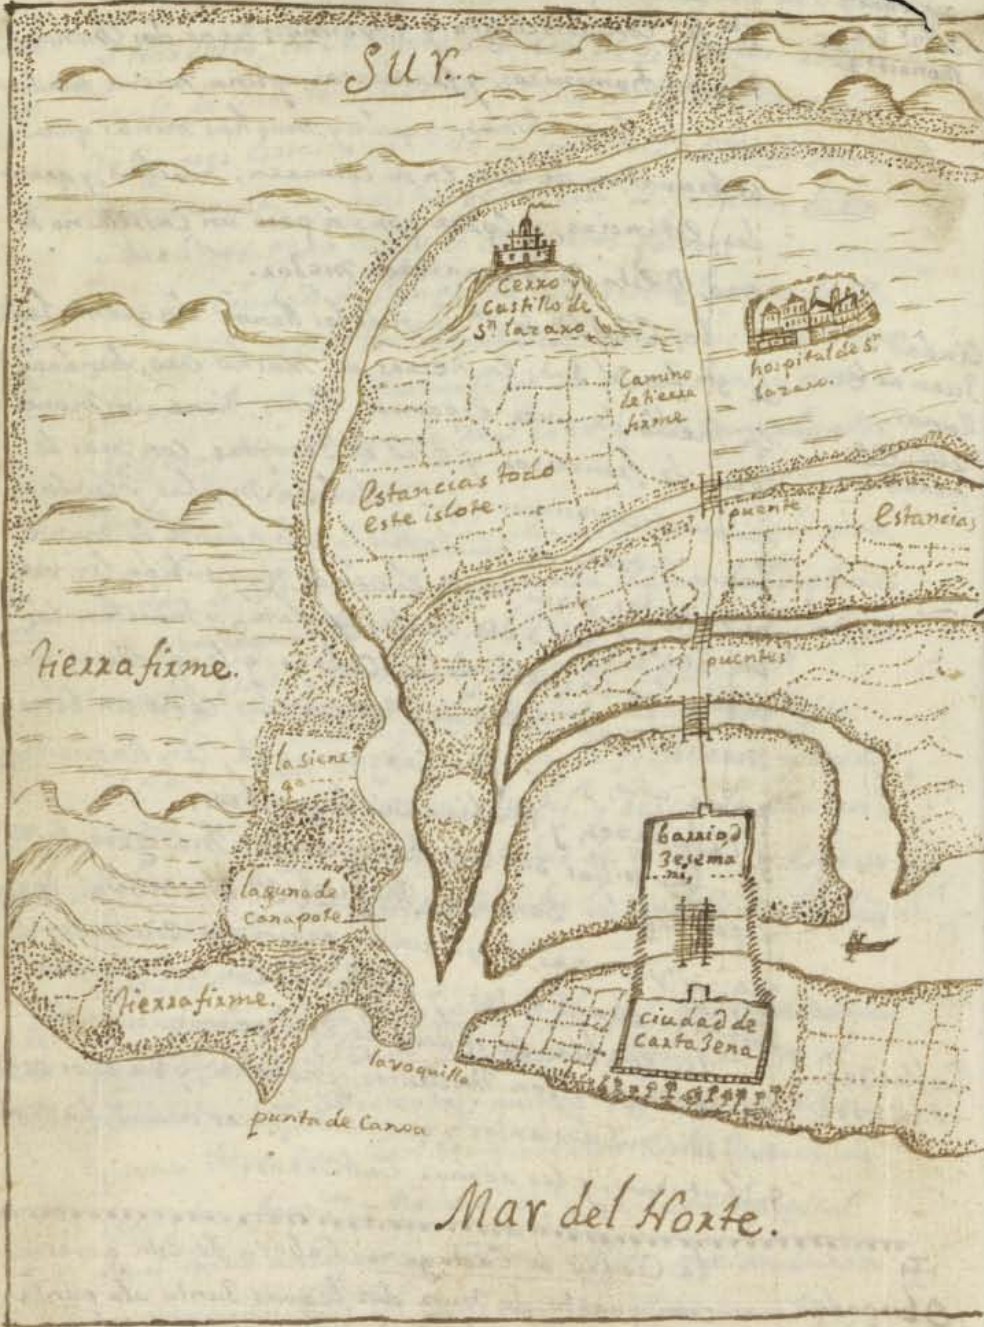 SUR.
Cerro y
Castillo de
Sn lazaro
hospital de Sn
lazaro.
Camino
de tierra
firme
Estancias todo
este islote.
puente
Estancias
tierra firme.
puentes
la siene
ga
barrio d
Jesema
ni,
laguna de
Canapote
tierra firme.
ciudad de
Cartajena
la voquilla
punta de Canoa
Mar del Norte.